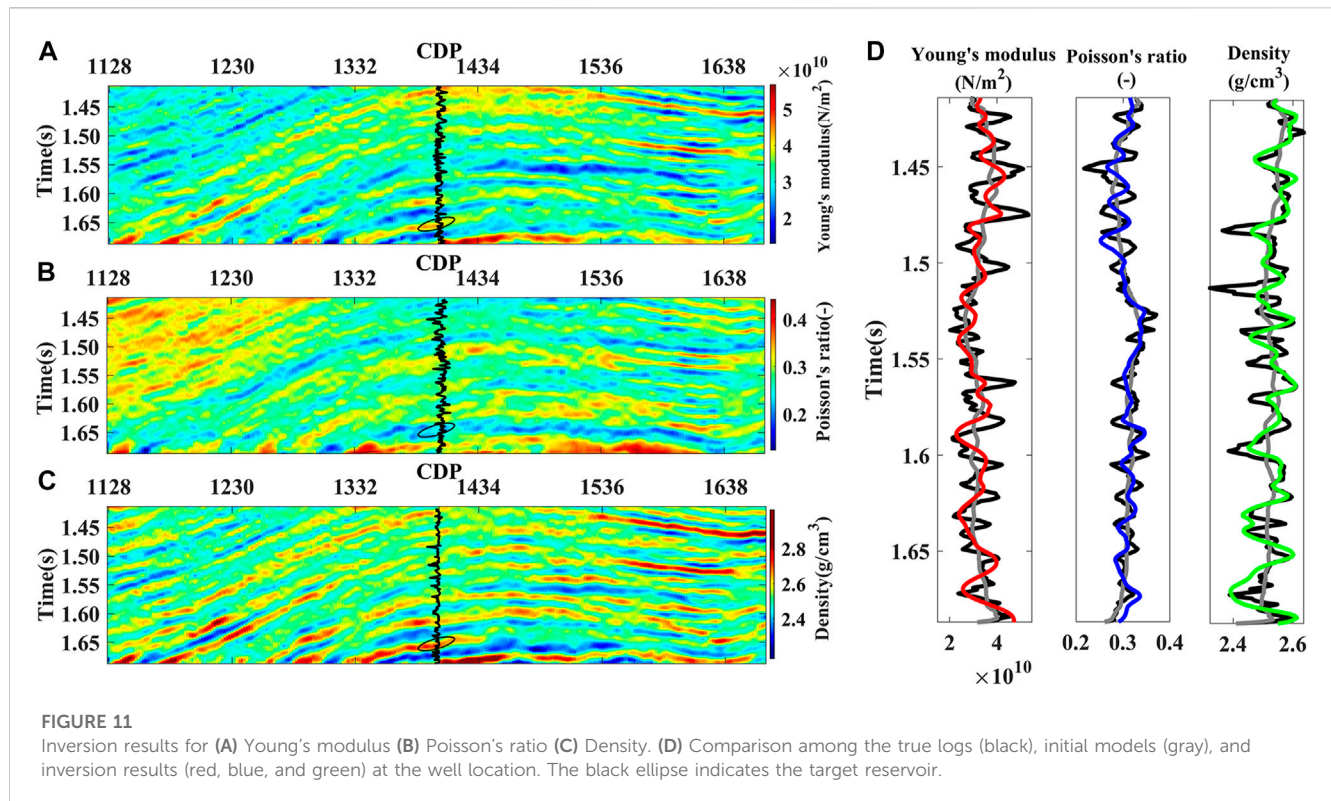 A
CDP
1128 1230 1332 1434 1536 1638
×10^10
1.45
1.50
1.55
1.60
1.65
Time(s)
5
4
3
2
Young's modulus(N/m²)
B
CDP
1128 1230 1332 1434 1536 1638
1.45
1.50
1.55
1.60
1.65
Time(s)
0.4
0.3
0.2
Poisson's ratio(-)
C
CDP
1128 1230 1332 1434 1536 1638
1.45
1.50
1.55
1.60
1.65
Time(s)
2.8
2.6
2.4
Density(g/cm³)
D
Young's modulus
(N/m²)
Poisson's ratio
(-)
Density
(g/cm³)
Time(s)
1.45
1.5
1.55
1.6
1.65
2 4
×10^10
0.2 0.3 0.4
2.4 2.6
FIGURE 11
Inversion results for (A) Young's modulus (B) Poisson's ratio (C) Density. (D) Comparison among the true logs (black), initial models (gray), and
inversion results (red, blue, and green) at the well location. The black ellipse indicates the target reservoir.